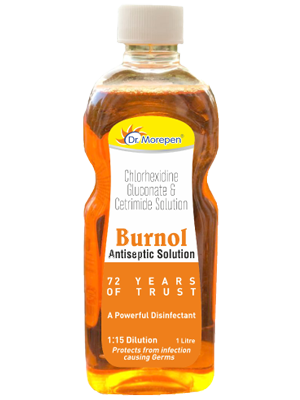 Dr. Morepen®
Chlorhexidine
Gluconate &
Cetrimide Solution
Burnol
Antiseptic Solution
72 YEARS
OF TRUST
A Powerful Disinfectant
1:15 Dilution 1 Litre
Protects from infection
causing Germs